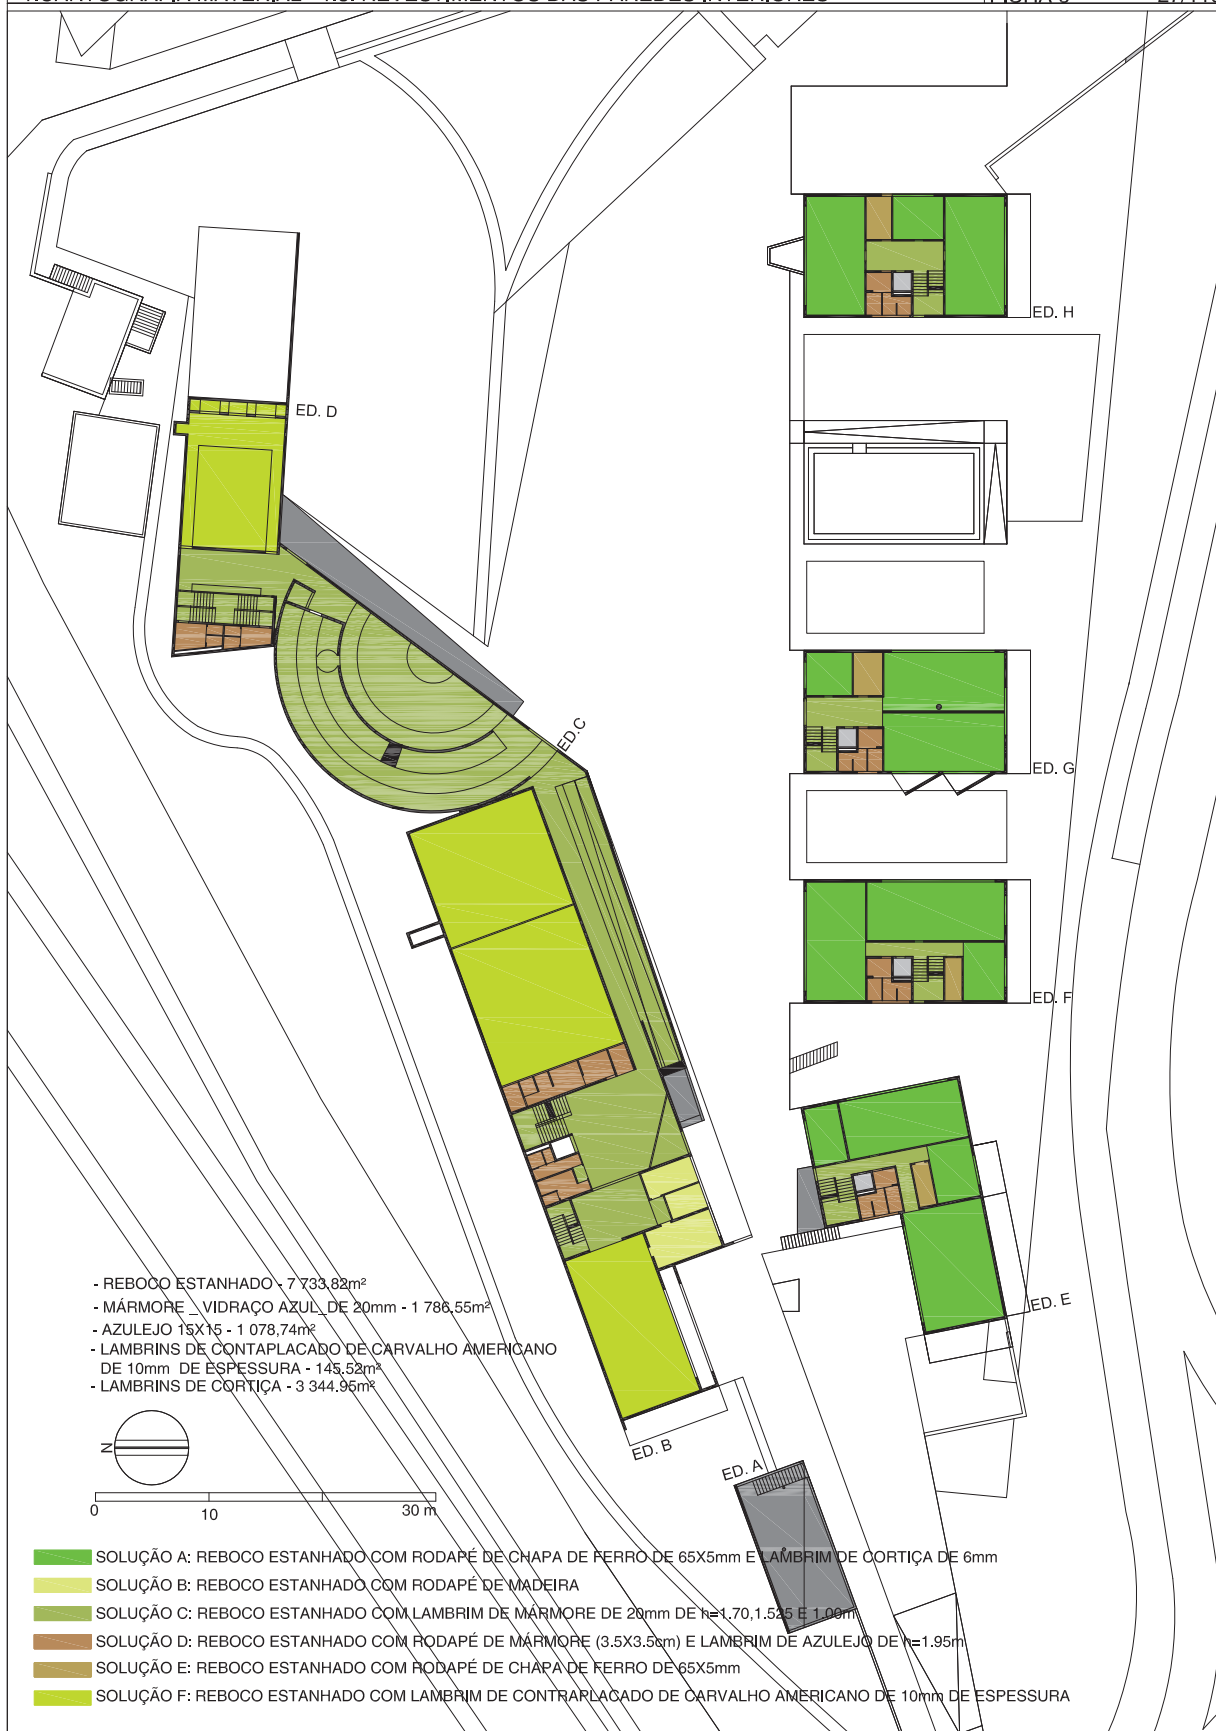 ED. H
ED. D
ED.C
ED. G
ED. F
ED. E
- REBOCO ESTANHADO - 7 733.82m²
- MÁRMORE _ VIDRAÇO AZUL_DE 20mm - 1 786.55m²
- AZULEJO 15X15 - 1 078,74m²
- LAMBRINS DE CONTAPLACADO DE CARVALHO AMERICANO
DE 10mm DE ESPESSURA - 145.52m²
- LAMBRINS DE CORTIÇA - 3 344.95m²
ED. B
ED. A
N
0 10 30 m
SOLUÇÃO A: REBOCO ESTANHADO COM RODAPÉ DE CHAPA DE FERRO DE 65X5mm E LAMBRIM DE CORTIÇA DE 6mm
SOLUÇÃO B: REBOCO ESTANHADO COM RODAPÉ DE MADEIRA
SOLUÇÃO C: REBOCO ESTANHADO COM LAMBRIM DE MÁRMORE DE 20mm DE h=1.70,1.525 E 1.00m
SOLUÇÃO D: REBOCO ESTANHADO COM RODAPÉ DE MÁRMORE (3.5X3.5cm) E LAMBRIM DE AZULEJO DE h=1.95m
SOLUÇÃO E: REBOCO ESTANHADO COM RODAPÉ DE CHAPA DE FERRO DE 65X5mm
SOLUÇÃO F: REBOCO ESTANHADO COM LAMBRIM DE CONTRAPLACADO DE CARVALHO AMERICANO DE 10mm DE ESPESSURA